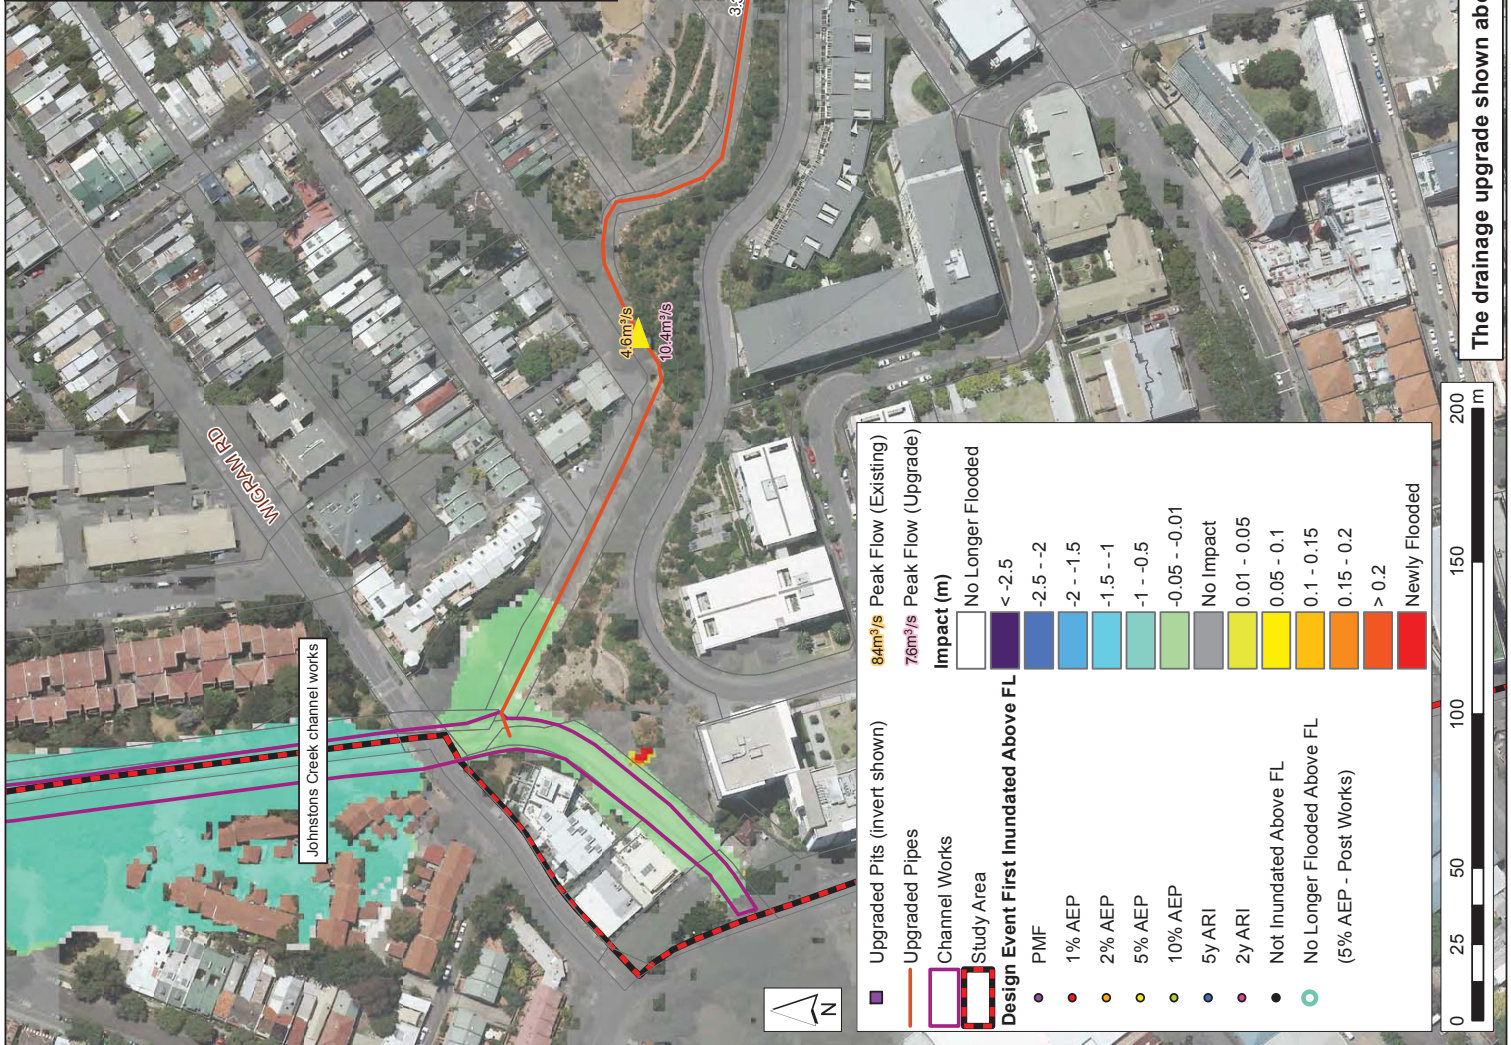 3.3
4.6m³/s
10.4m³/s
WIGRAM RD
Johnstons Creek channel works
The drainage upgrade shown abo
Upgraded Pits (invert shown)
Upgraded Pipes
Channel Works
Study Area
Design Event First Inundated Above FL
PMF
1% AEP
2% AEP
5% AEP
10% AEP
5y ARI
2y ARI
Not Inundated Above FL
No Longer Flooded Above FL
(5% AEP - Post Works)
84m³/s Peak Flow (Existing)
76m³/s Peak Flow (Upgrade)
Impact (m)
No Longer Flooded
< -2.5
-2.5 - -2
-2 - -1.5
-1.5 - -1
-1 - -0.5
-0.05 - -0.01
No Impact
0.01 - 0.05
0.05 - 0.1
0.1 - 0.15
0.15 - 0.2
> 0.2
Newly Flooded
N
0 25 50 100 150 200
m